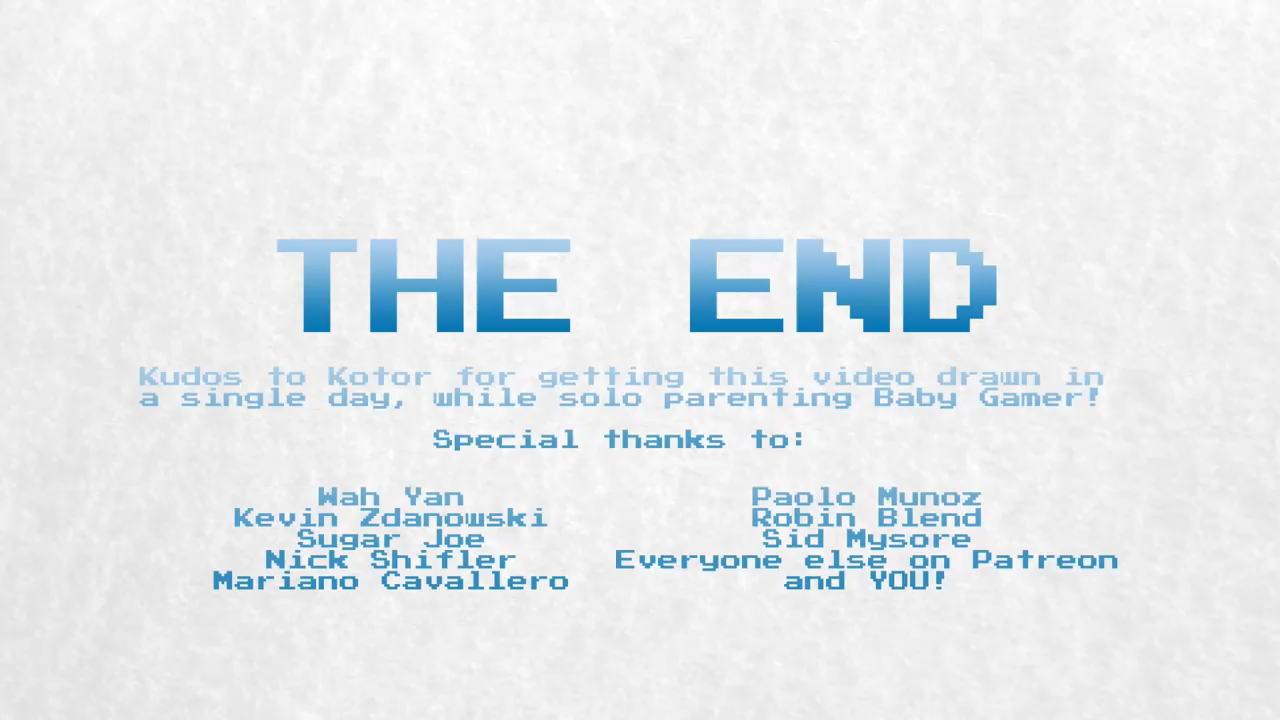 THE END
Kudos to Kotor for getting this video drawn in
a single day, while solo parenting Baby Gamer!
Special thanks to:
Wah Yan
Kevin Zdanowski
Sugar Joe
Nick Shifler
Mariano Cavallero
Paolo Munoz
Robin Blend
Sid Mysore
Everyone else on Patreon
and YOU!